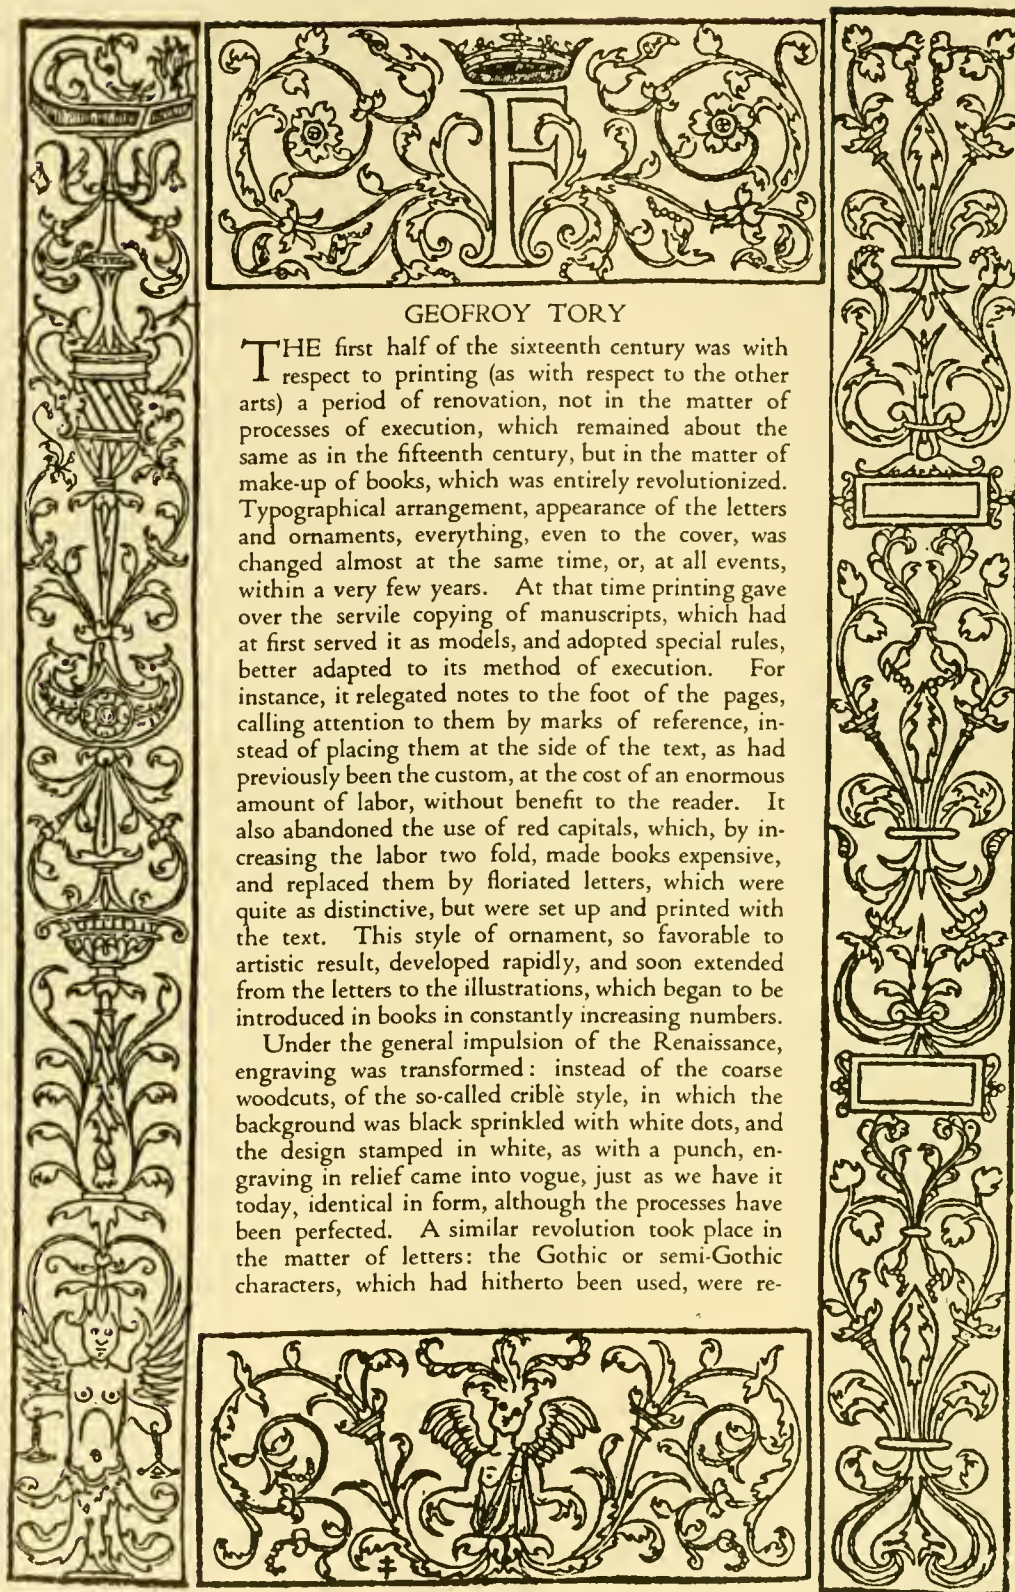 F
GEOFROY TORY
THE first half of the sixteenth century was with
respect to printing (as with respect to the other
arts) a period of renovation, not in the matter of
processes of execution, which remained about the
same as in the fifteenth century, but in the matter of
make-up of books, which was entirely revolutionized.
Typographical arrangement, appearance of the letters
and ornaments, everything, even to the cover, was
changed almost at the same time, or, at all events,
within a very few years. At that time printing gave
over the servile copying of manuscripts, which had
at first served it as models, and adopted special rules,
better adapted to its method of execution. For
instance, it relegated notes to the foot of the pages,
calling attention to them by marks of reference, in-
stead of placing them at the side of the text, as had
previously been the custom, at the cost of an enormous
amount of labor, without benefit to the reader. It
also abandoned the use of red capitals, which, by in-
creasing the labor two fold, made books expensive,
and replaced them by floriated letters, which were
quite as distinctive, but were set up and printed with
the text. This style of ornament, so favorable to
artistic result, developed rapidly, and soon extended
from the letters to the illustrations, which began to be
introduced in books in constantly increasing numbers.
Under the general impulsion of the Renaissance,
engraving was transformed : instead of the coarse
woodcuts, of the so-called criblè style, in which the
background was black sprinkled with white dots, and
the design stamped in white, as with a punch, en-
graving in relief came into vogue, just as we have it
today, identical in form, although the processes have
been perfected. A similar revolution took place in
the matter of letters: the Gothic or semi-Gothic
characters, which had hitherto been used, were re-